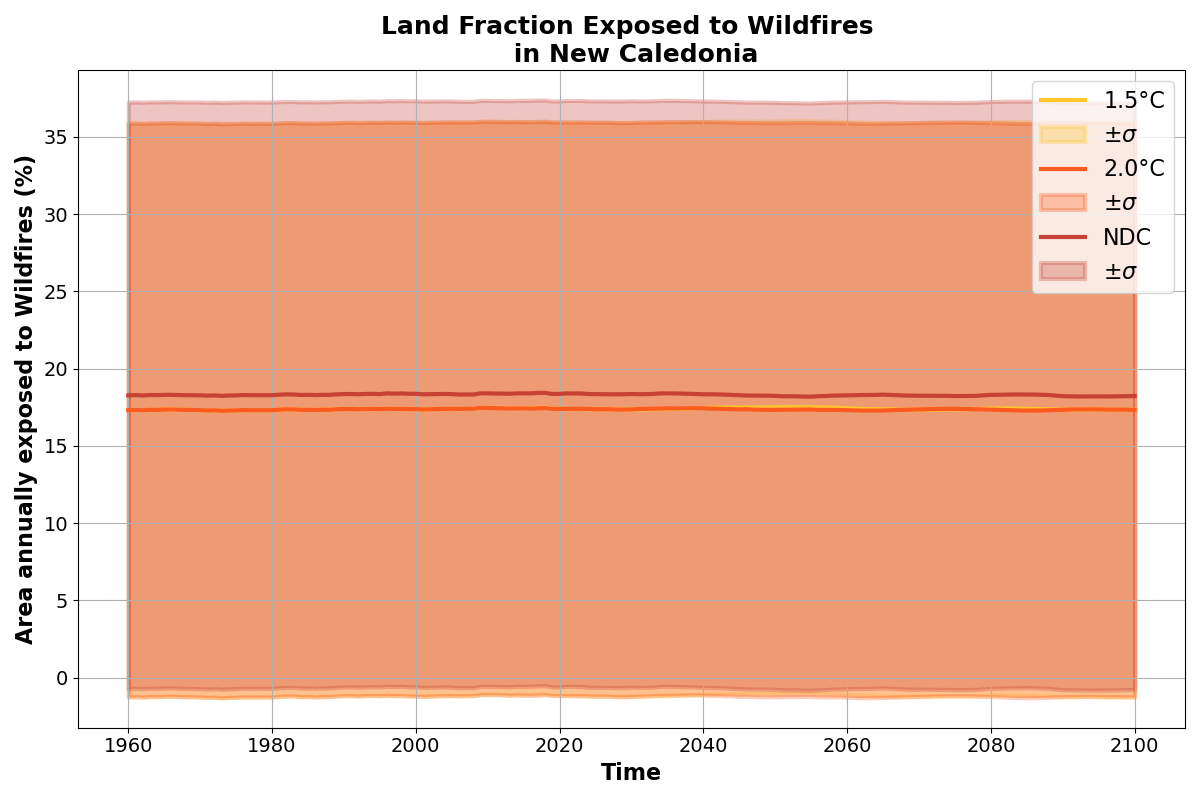 Land Fraction Exposed to Wildfires
in New Caledonia
Area annually exposed to Wildfires (%)
35
30
25
20
15
10
5
0
1960
1980
2000
2020
2040
2060
2080
2100
Time
1.5°C
±σ
2.0°C
±σ
NDC
±σ